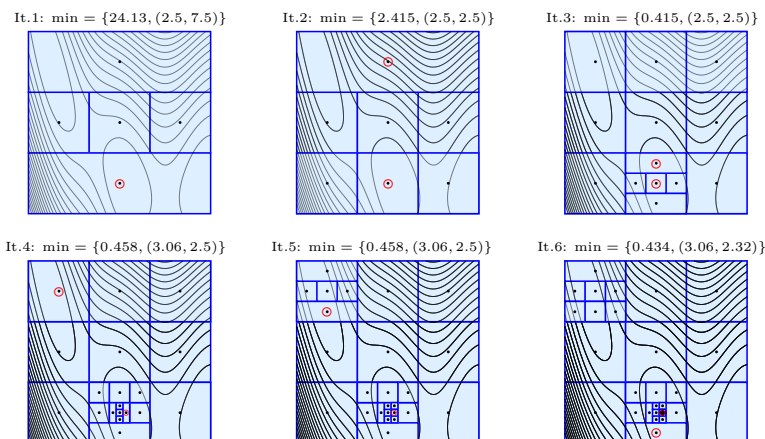 It.1: min = {24.13, (2.5, 7.5)}
It.2: min = {2.415, (2.5, 2.5)}
It.3: min = {0.415, (2.5, 2.5)}
It.4: min = {0.458, (3.06, 2.5)}
It.5: min = {0.458, (3.06, 2.5)}
It.6: min = {0.434, (3.06, 2.32)}